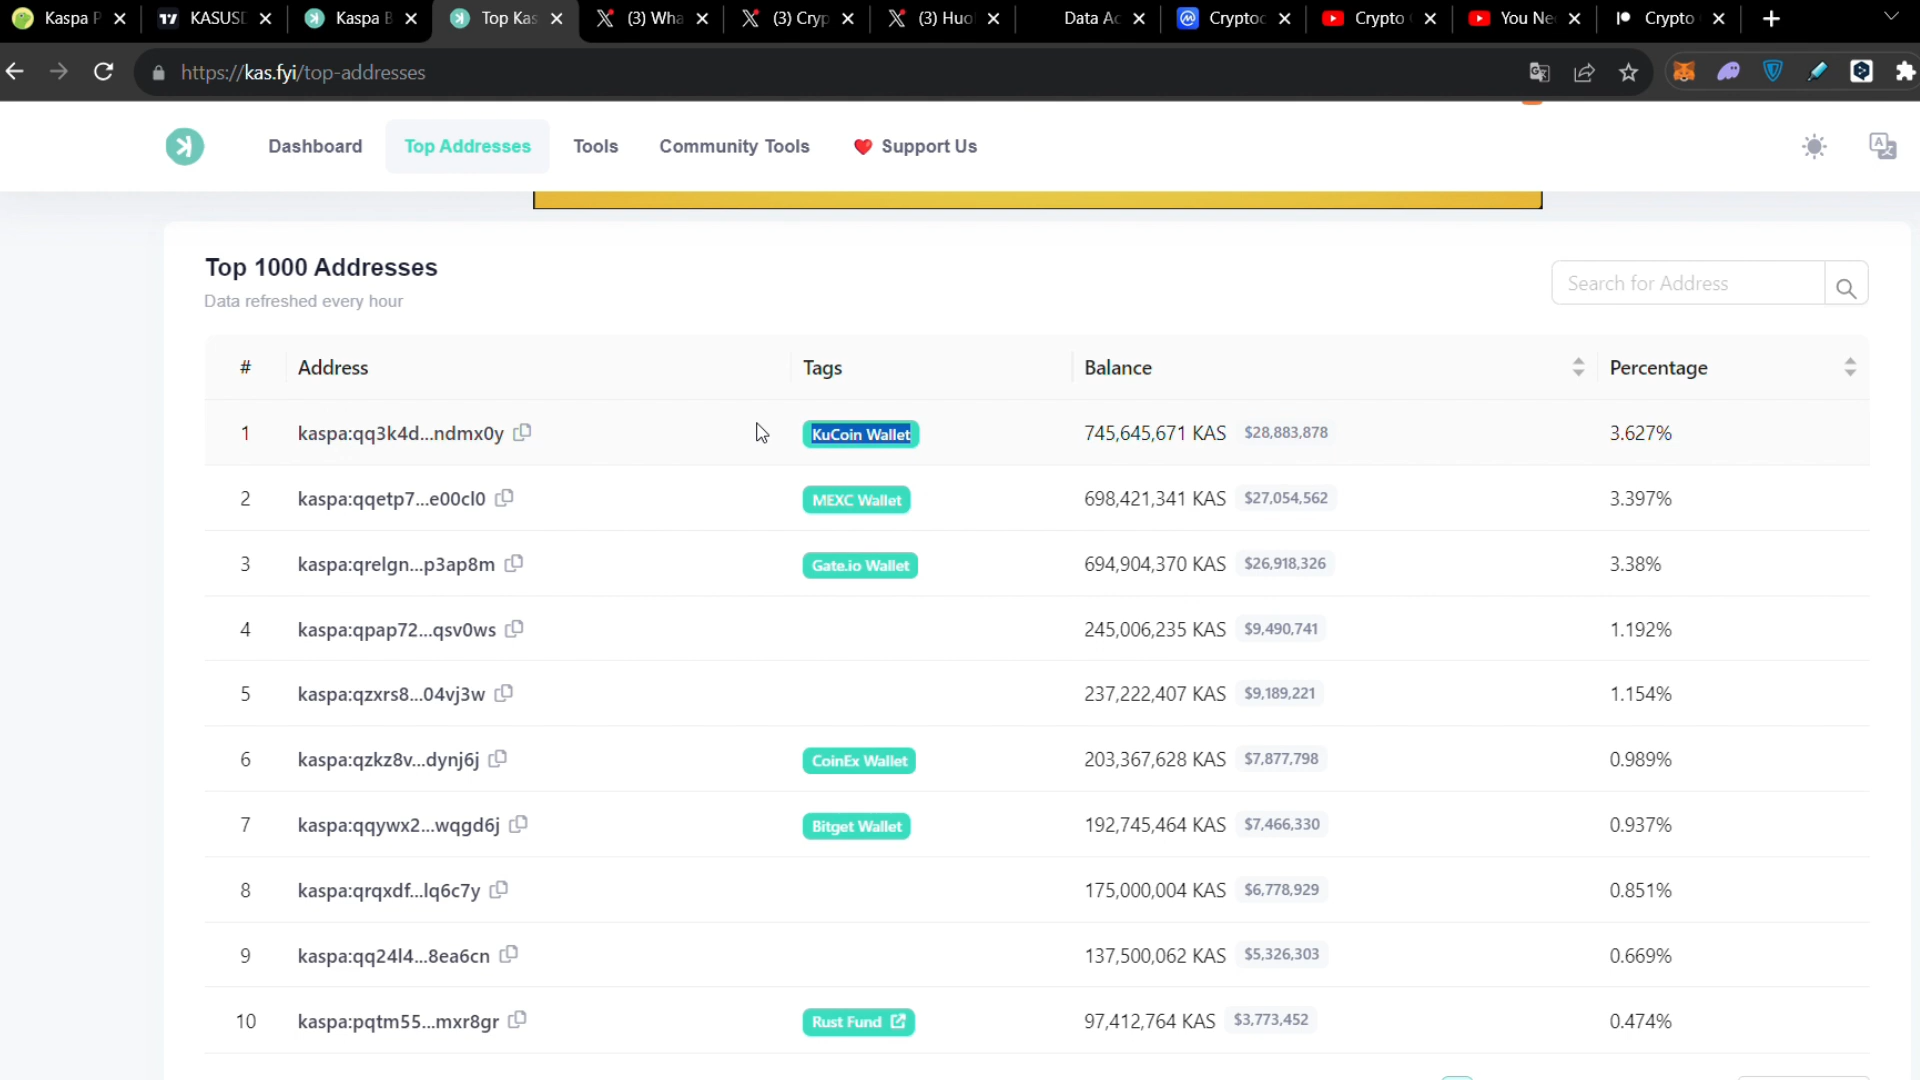 Kaspa P
KASUSD
Kaspa B
Top Kas
(3) Wha
(3) Cryp
(3) Huo
Data Ac
Cryptoc
Crypto
You Nee
Crypto
https://kas.fyi/top-addresses
Dashboard
Top Addresses
Tools
Community Tools
Support Us
Top 1000 Addresses
Data refreshed every hour
Search for Address
# Address Tags Balance Percentage
1 kaspa:qq3k4d...ndmx0y KuCoin Wallet 745,645,671 KAS $28,883,878 3.627%
2 kaspa:qqetp7...e00cl0 MEXC Wallet 698,421,341 KAS $27,054,562 3.397%
3 kaspa:qrelgn...p3ap8m Gate.io Wallet 694,904,370 KAS $26,918,326 3.38%
4 kaspa:qpap72...qsv0ws 245,006,235 KAS $9,490,741 1.192%
5 kaspa:qzxrs8...04vj3w 237,222,407 KAS $9,189,221 1.154%
6 kaspa:qzkz8v...dynj6j CoinEx Wallet 203,367,628 KAS $7,877,798 0.989%
7 kaspa:qqywx2...wqgd6j Bitget Wallet 192,745,464 KAS $7,466,330 0.937%
8 kaspa:qrqxdf...lq6c7y 175,000,004 KAS $6,778,929 0.851%
9 kaspa:qq24l4...8ea6cn 137,500,062 KAS $5,326,303 0.669%
10 kaspa:pqtm55...mxr8gr Rust Fund 97,412,764 KAS $3,773,452 0.474%